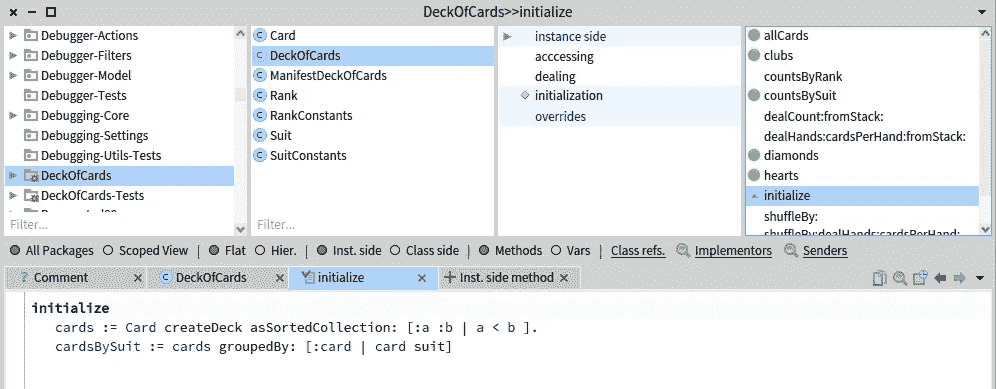 DeckOfCards>>initialize
Debugger-Actions
Debugger-Filters
Debugger-Model
Debugger-Tests
Debugging-Core
Debugging-Settings
Debugging-Utils-Tests
DeckOfCards
DeckOfCards-Tests
Filter...
Card
DeckOfCards
ManifestDeckOfCards
Rank
RankConstants
Suit
SuitConstants
Filter...
instance side
acccessing
dealing
initialization
overrides
allCards
clubs
countsByRank
countsBySuit
dealCount:fromStack:
dealHands:cardsPerHand:fromStack:
diamonds
hearts
initialize
shuffleBy:
shuffleBy:dealHands:cardsPerHand:
All Packages Scoped View | Flat Hier. | Inst. side Class side | Methods Vars | Class refs. Implementors Senders
? Comment × DeckOfCards × initialize × Inst. side method ×
initialize
cards := Card createDeck asSortedCollection: [:a :b | a < b ].
cardsBySuit := cards groupedBy: [:card | card suit]